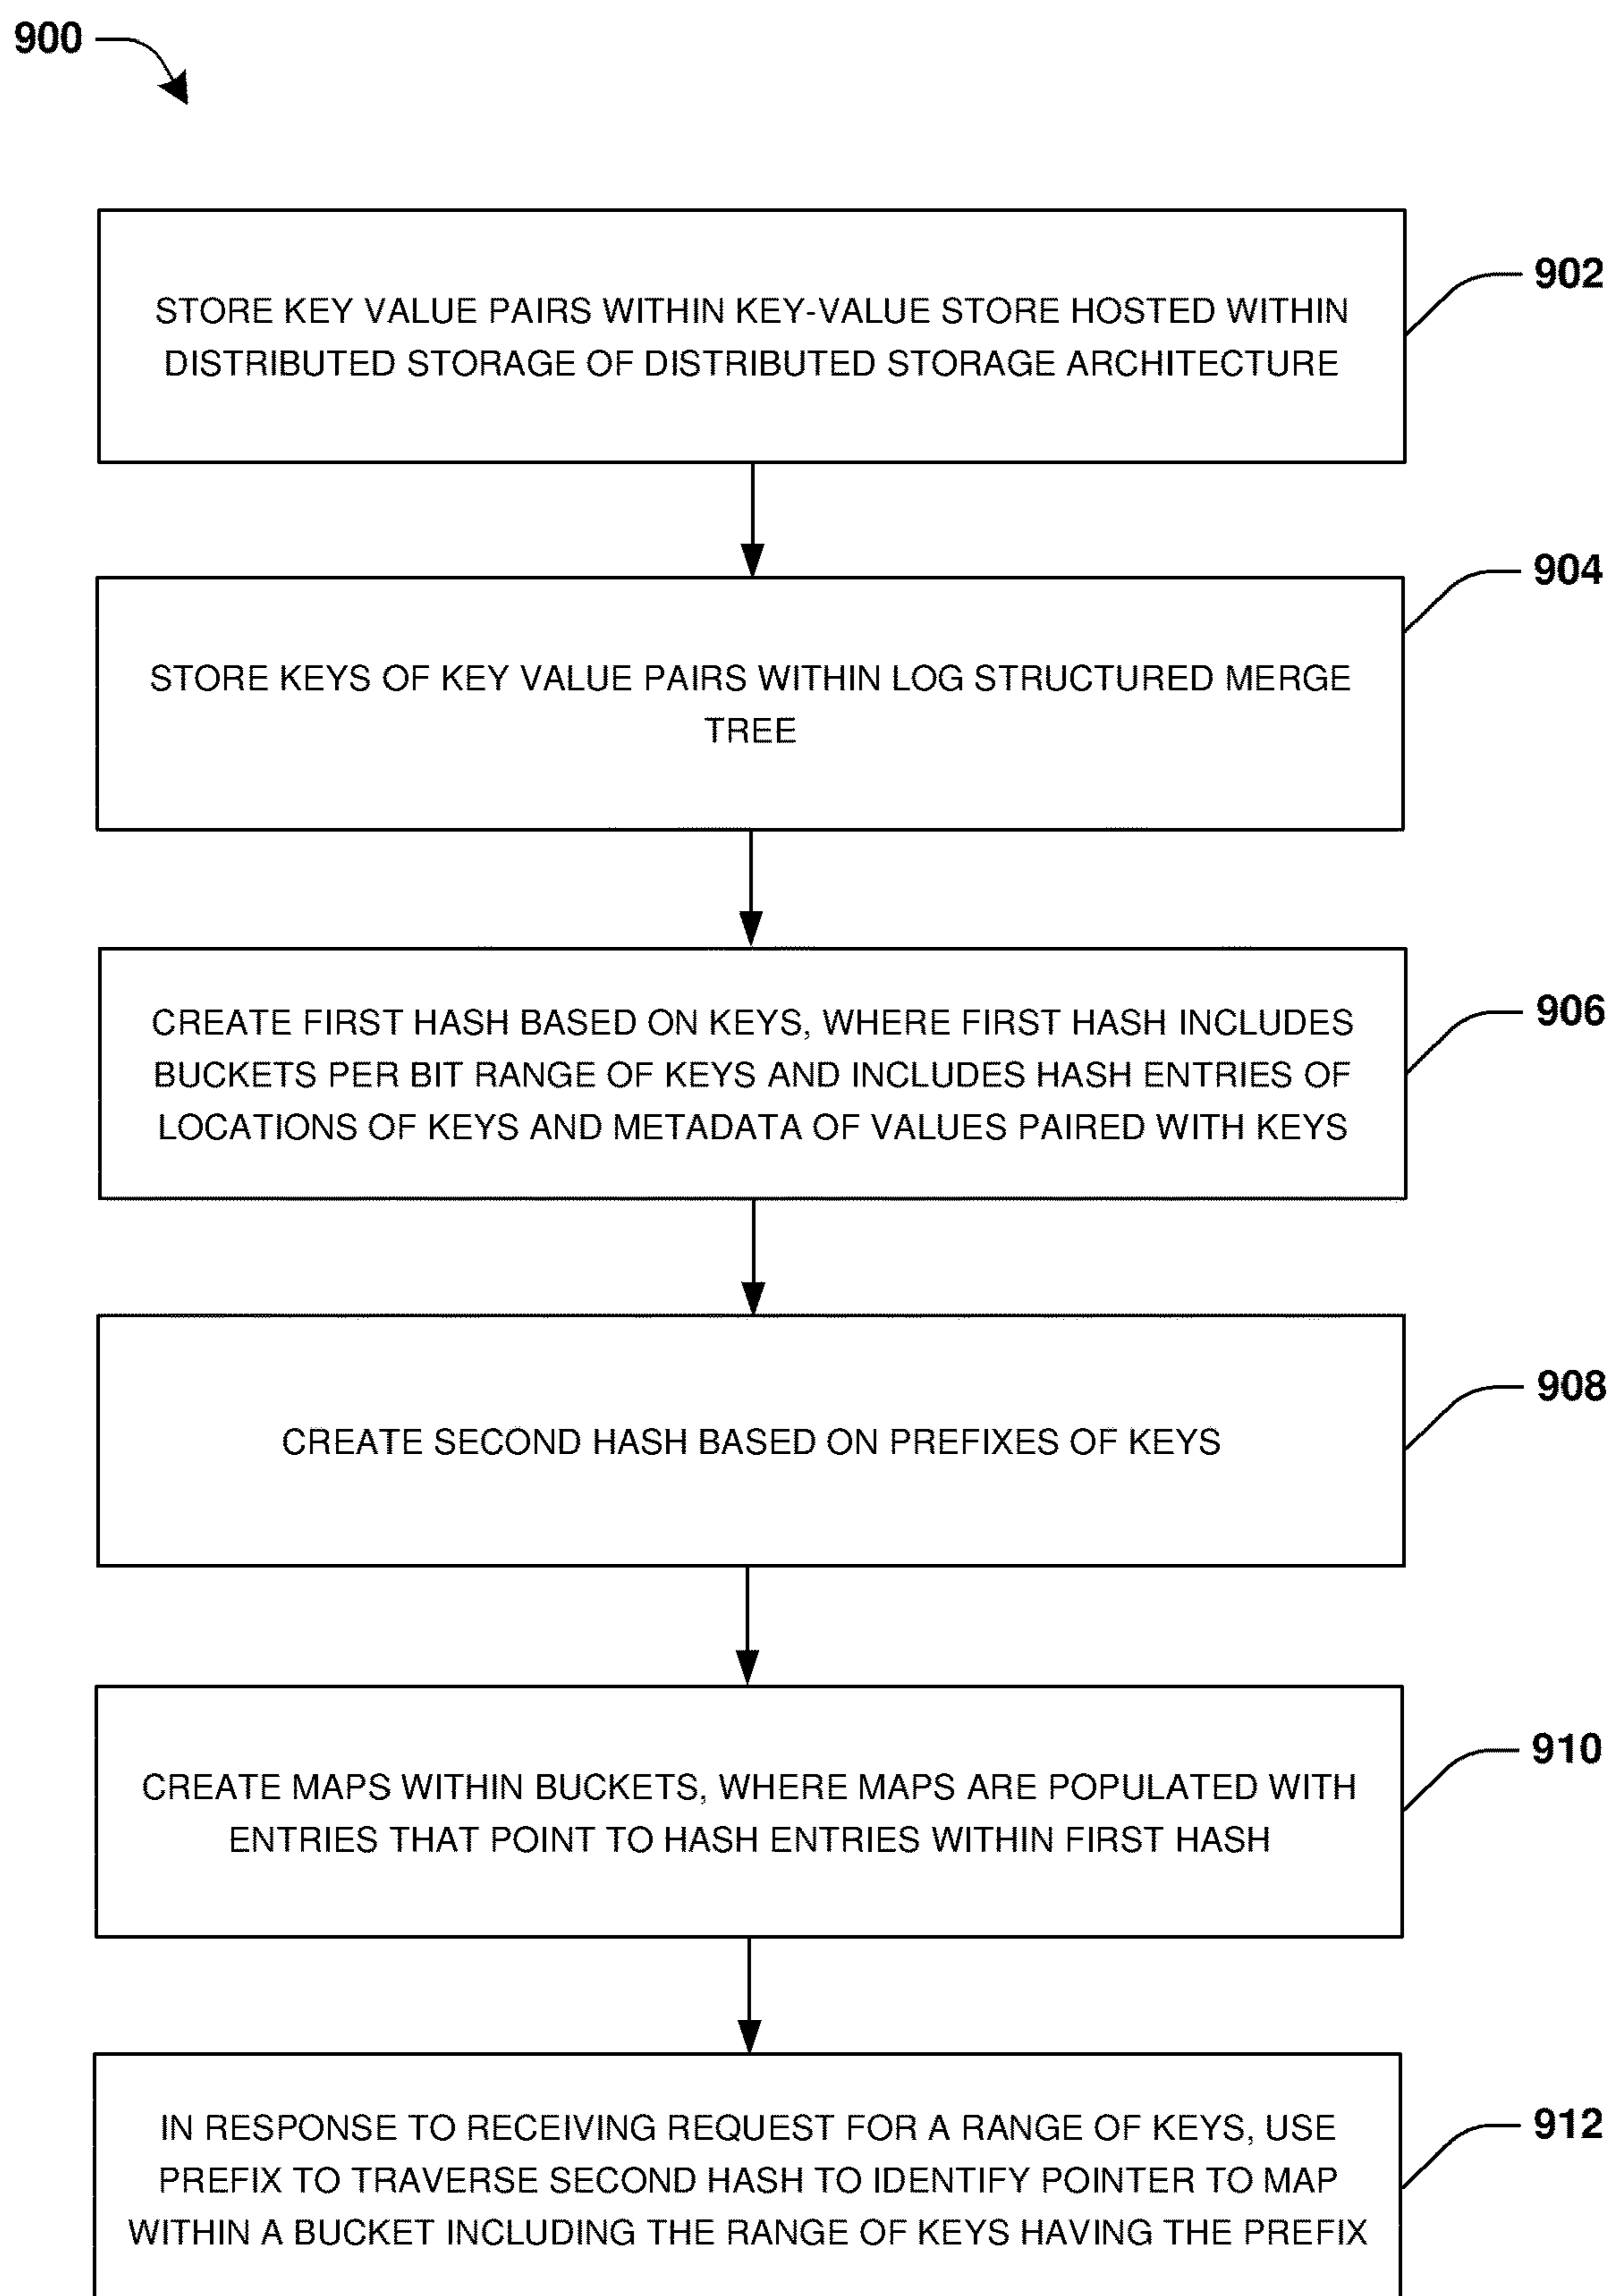 900
902
STORE KEY VALUE PAIRS WITHIN KEY-VALUE STORE HOSTED WITHIN
DISTRIBUTED STORAGE OF DISTRIBUTED STORAGE ARCHITECTURE
904
STORE KEYS OF KEY VALUE PAIRS WITHIN LOG STRUCTURED MERGE
TREE
906
CREATE FIRST HASH BASED ON KEYS, WHERE FIRST HASH INCLUDES
BUCKETS PER BIT RANGE OF KEYS AND INCLUDES HASH ENTRIES OF
LOCATIONS OF KEYS AND METADATA OF VALUES PAIRED WITH KEYS
908
CREATE SECOND HASH BASED ON PREFIXES OF KEYS
910
CREATE MAPS WITHIN BUCKETS, WHERE MAPS ARE POPULATED WITH
ENTRIES THAT POINT TO HASH ENTRIES WITHIN FIRST HASH
912
IN RESPONSE TO RECEIVING REQUEST FOR A RANGE OF KEYS, USE
PREFIX TO TRAVERSE SECOND HASH TO IDENTIFY POINTER TO MAP
WITHIN A BUCKET INCLUDING THE RANGE OF KEYS HAVING THE PREFIX